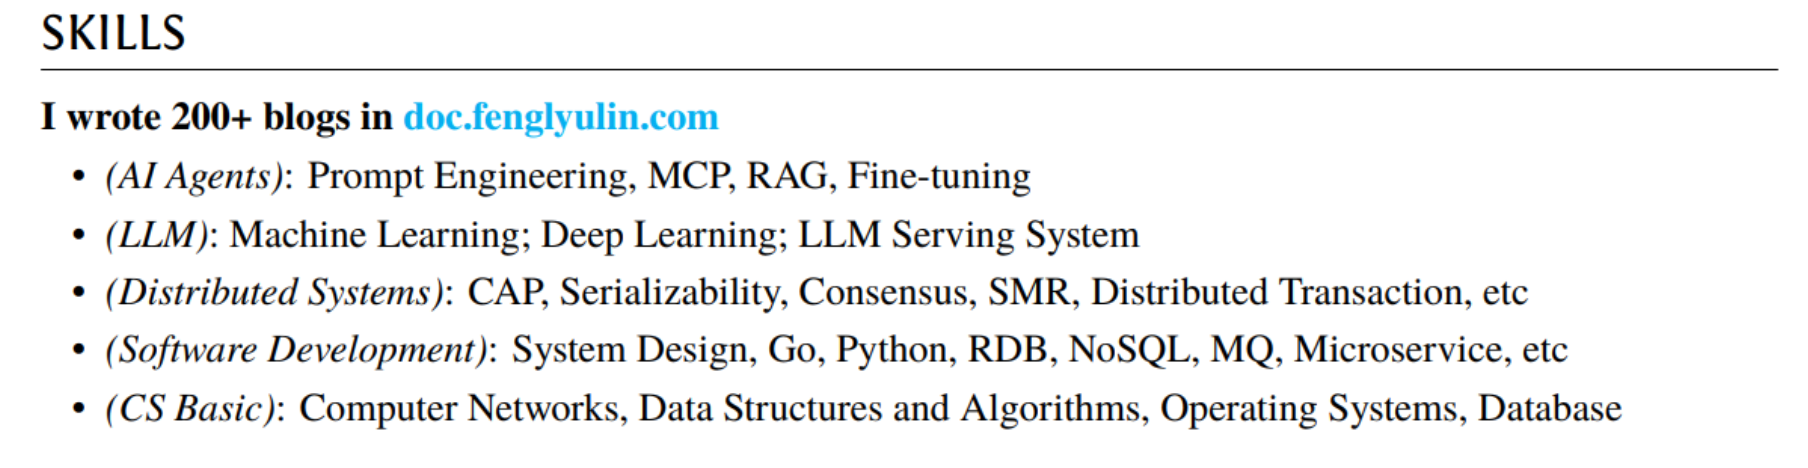 SKILLS
I wrote 200+ blogs in doc.fenglyulin.com
• (AI Agents): Prompt Engineering, MCP, RAG, Fine-tuning
• (LLM): Machine Learning; Deep Learning; LLM Serving System
• (Distributed Systems): CAP, Serializability, Consensus, SMR, Distributed Transaction, etc
• (Software Development): System Design, Go, Python, RDB, NoSQL, MQ, Microservice, etc
• (CS Basic): Computer Networks, Data Structures and Algorithms, Operating Systems, Database